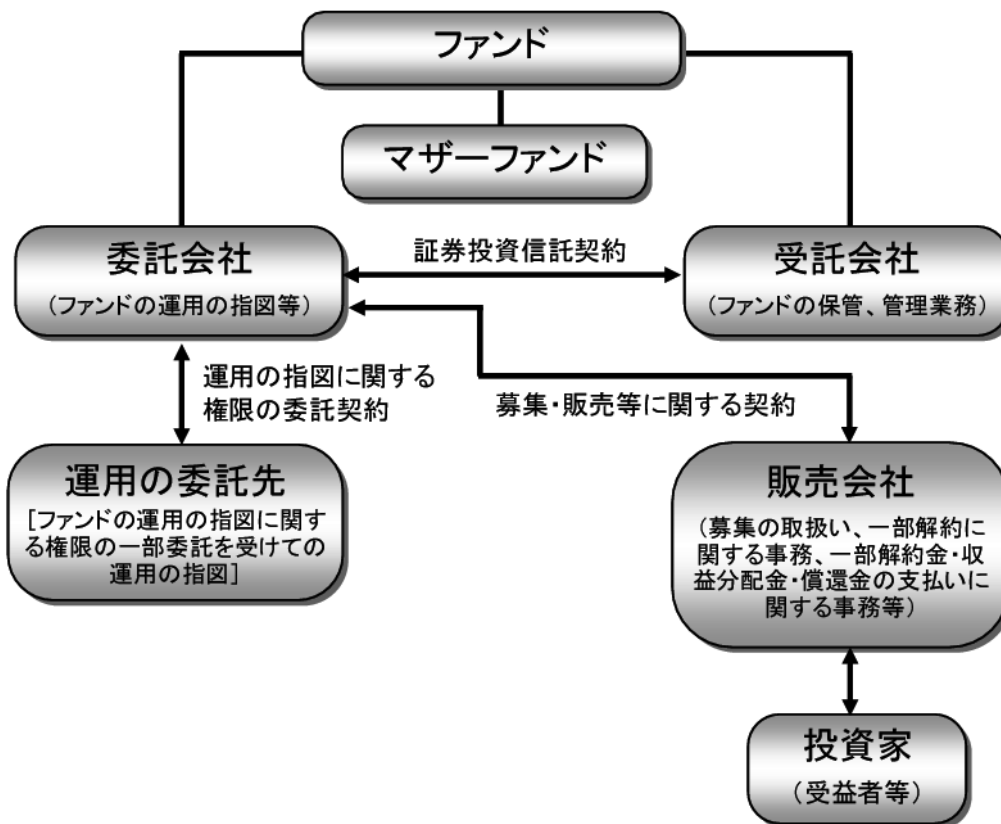 ファンド
マザーファンド
委託会社
(ファンドの運用の指図等)
証券投資信託契約
受託会社
(ファンドの保管、管理業務)
運用の指図に関する
権限の委託契約
募集・販売等に関する契約
運用の委託先
[ファンドの運用の指図に関す
る権限の一部委託を受けての
運用の指図]
販売会社
(募集の取扱い、一部解約に
関する事務、一部解約金・収
益分配金・償還金の支払いに
関する事務等)
投資家
(受益者等)